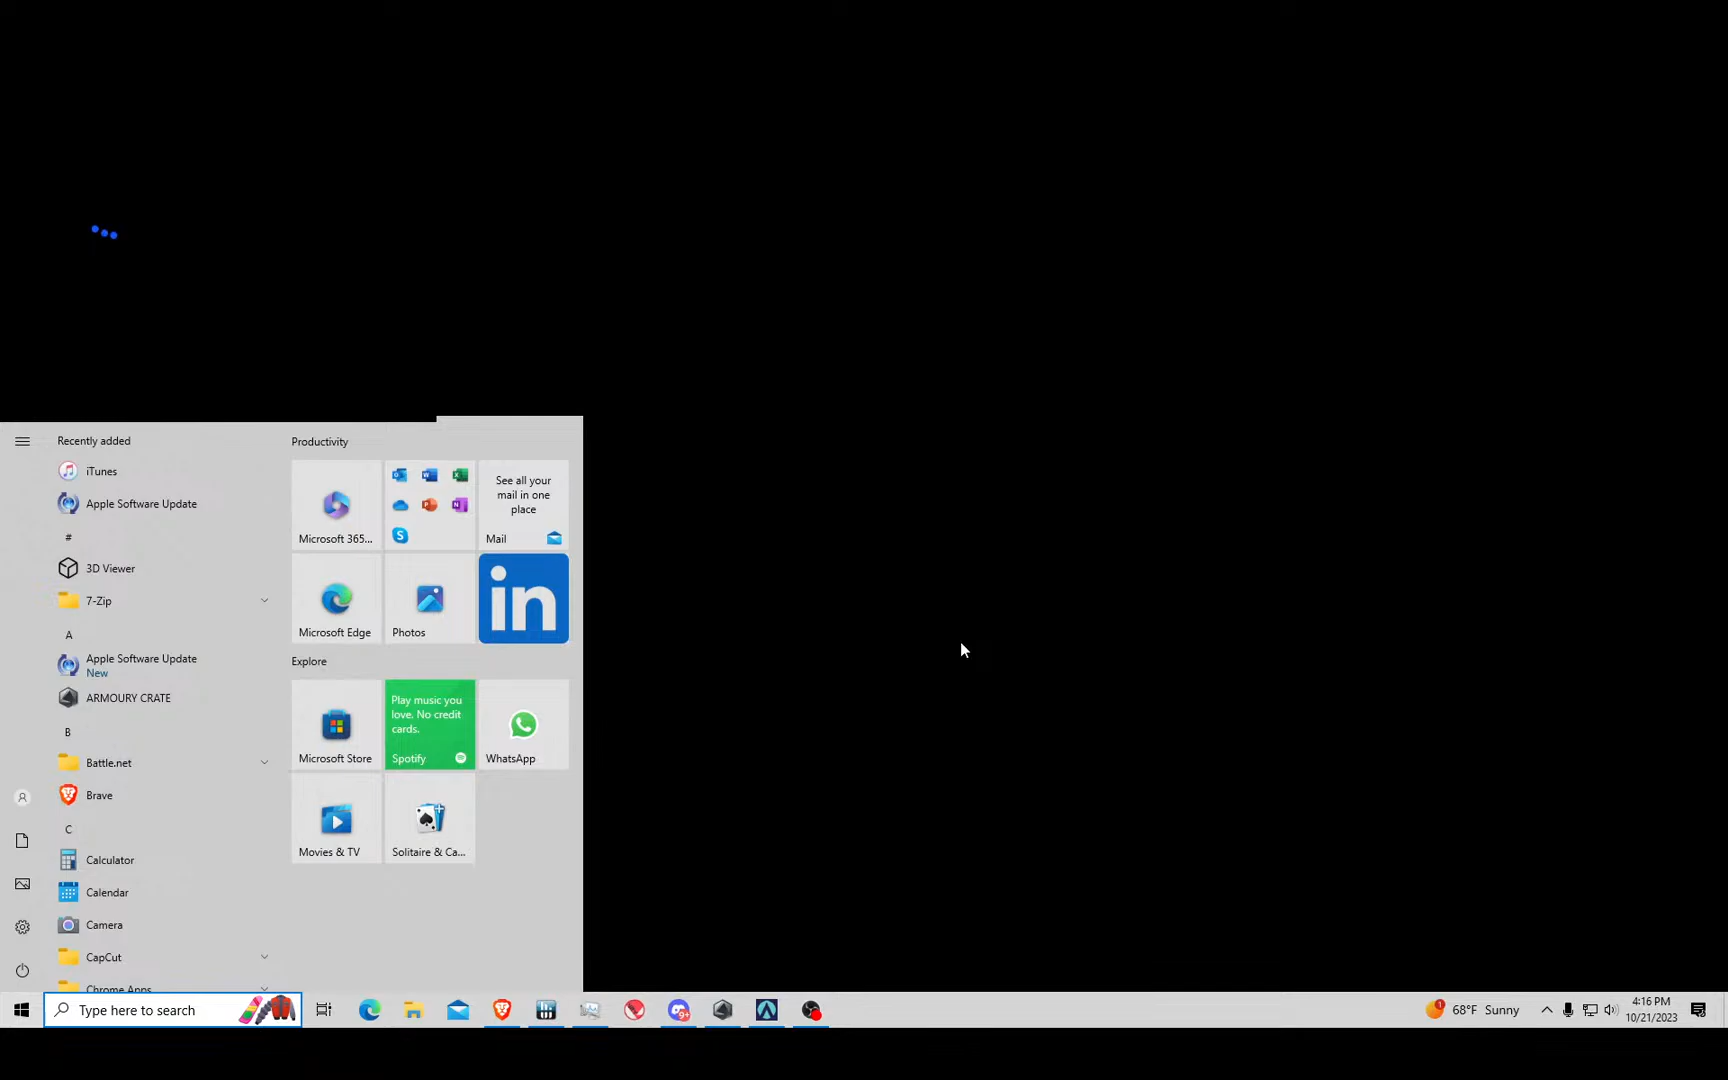 Recently added
iTunes
Apple Software Update
#
3D Viewer
7-Zip
A
Apple Software Update
New
ARMOURY CRATE
B
Battle.net
Brave
C
Calculator
Calendar
Camera
CapCut
Chrome Apps
Productivity
Microsoft 365...
See all your
mail in one
place
Mail
Microsoft Edge
Photos
in
Explore
Microsoft Store
Play music you
love. No credit
cards.
Spotify
WhatsApp
Movies & TV
Solitaire & Ca...
Type here to search
9+
1
68°F Sunny
4:16 PM
10/21/2023